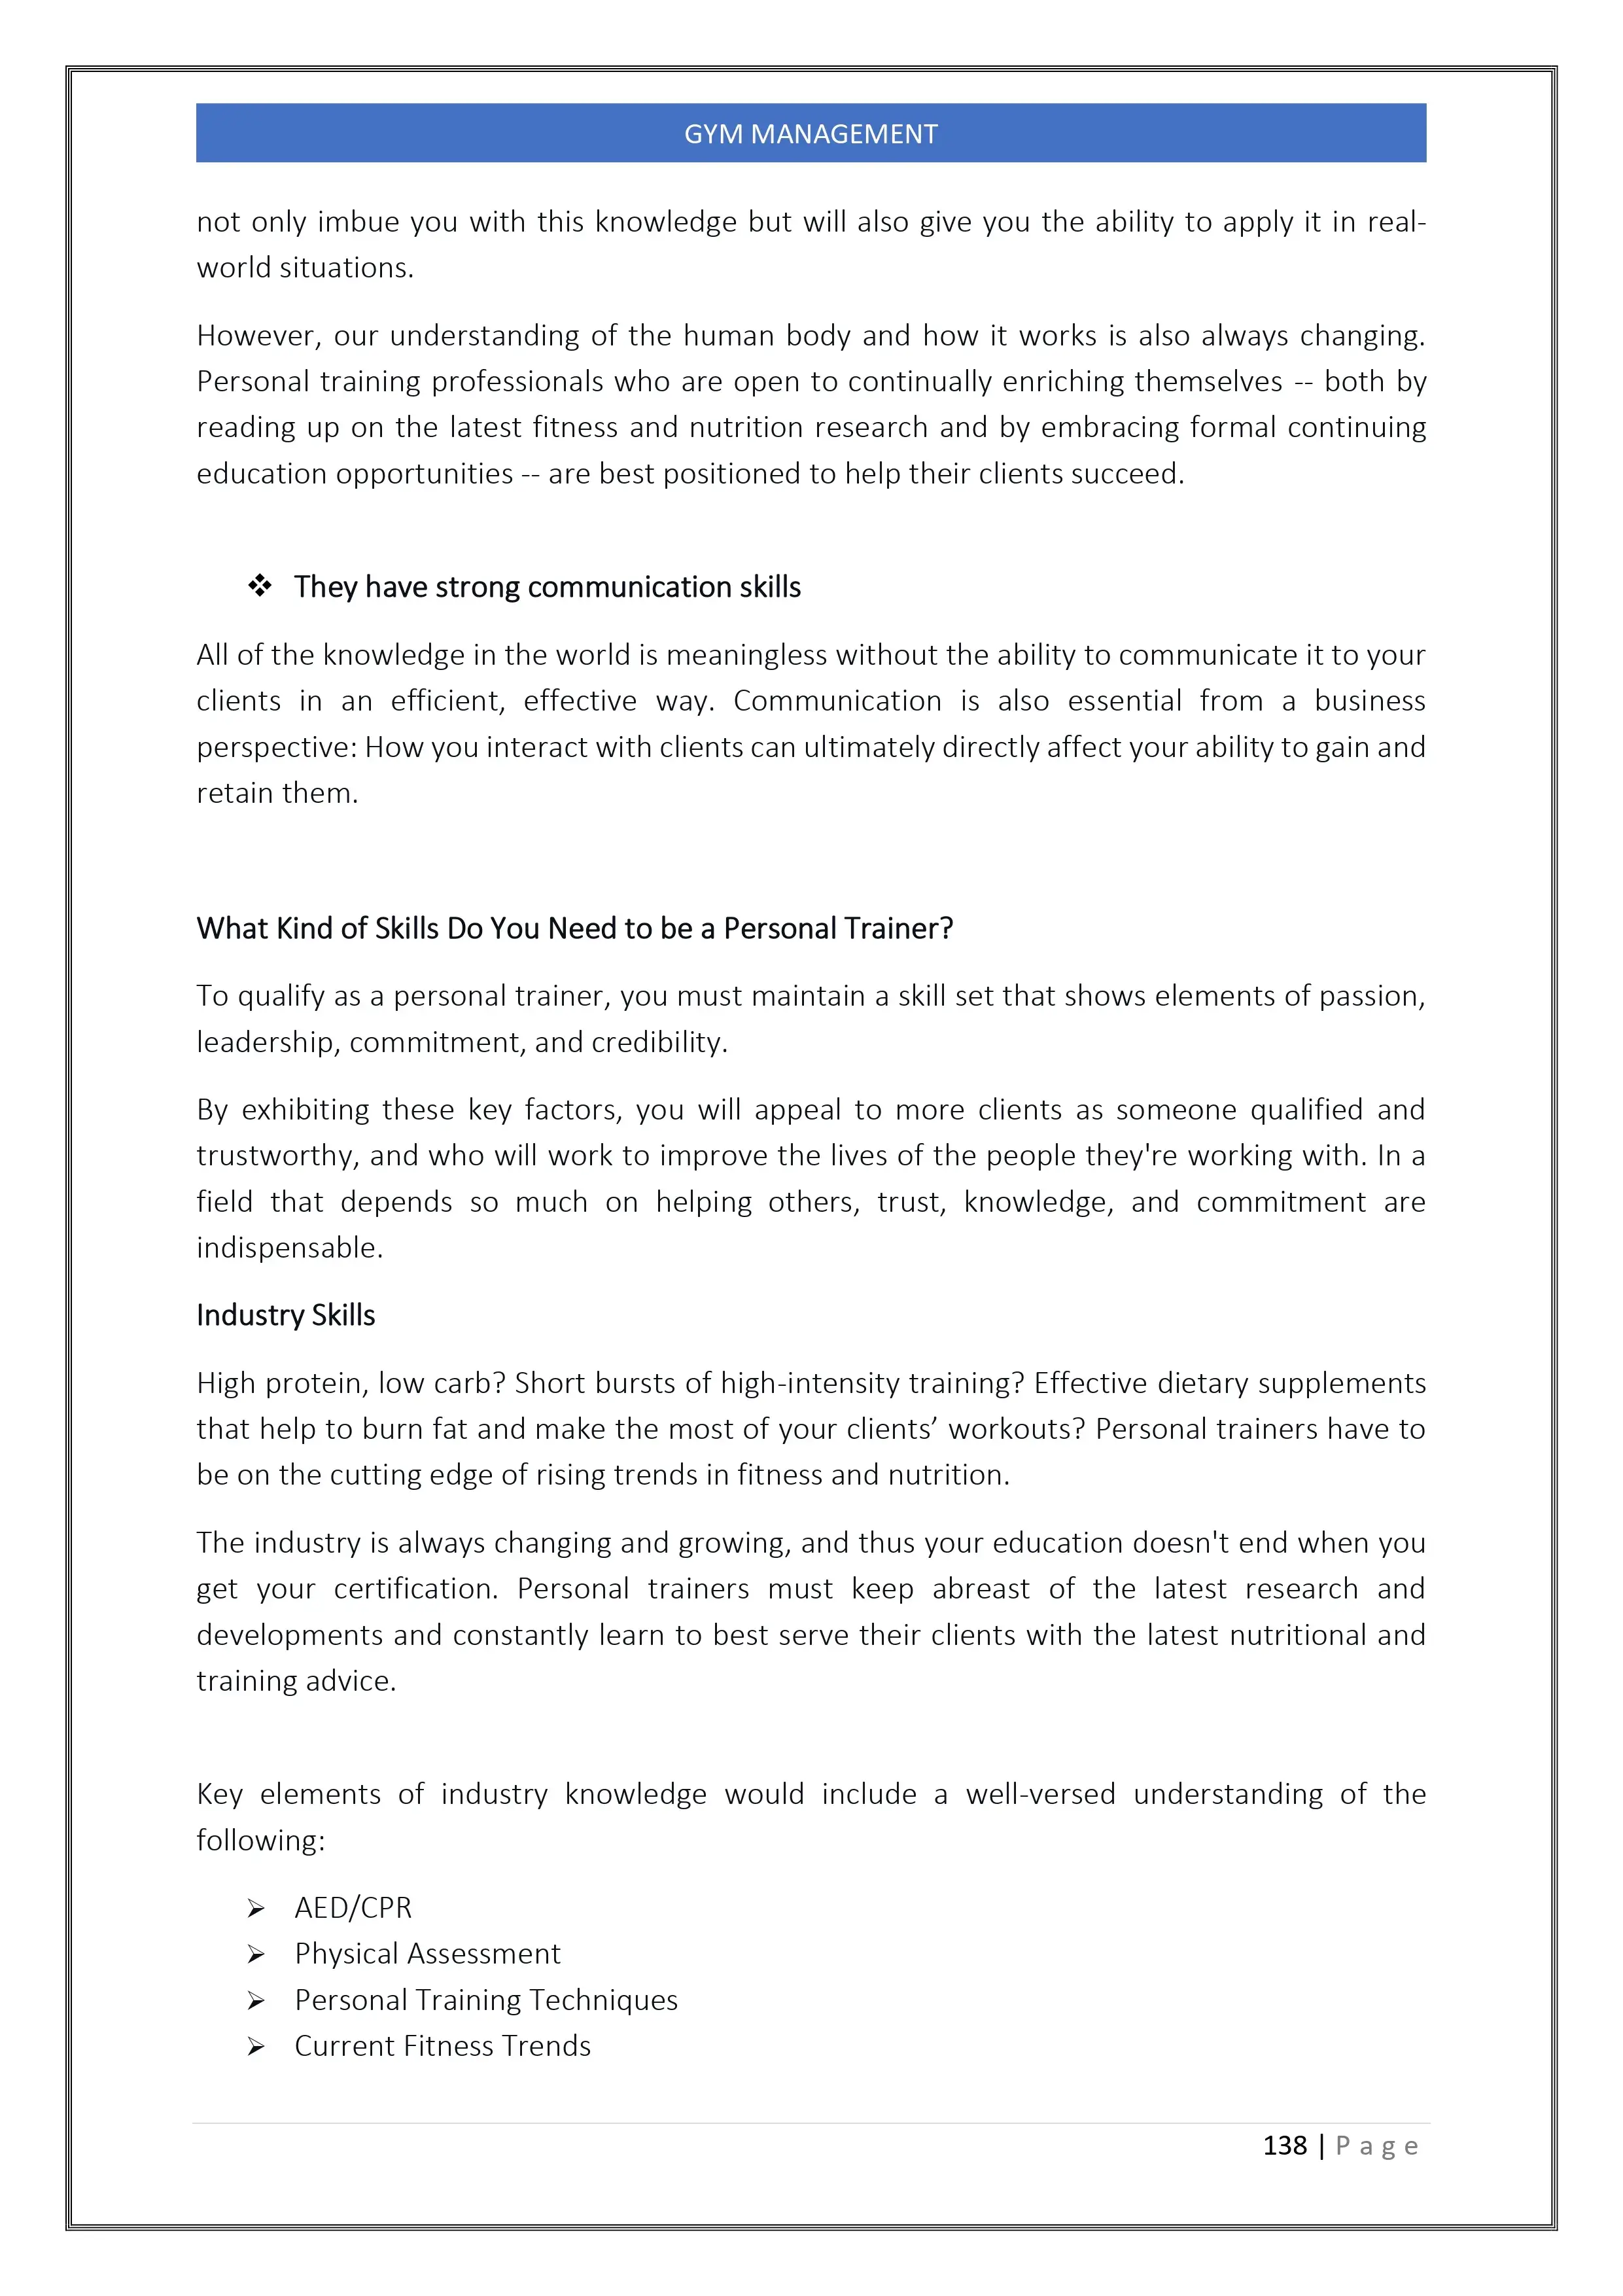 GYM MANAGEMENT
not only imbue you with this knowledge but will also give you the ability to apply it in real-
world situations.
However, our understanding of the human body and how it works is also always changing.
Personal training professionals who are open to continually enriching themselves -- both by
reading up on the latest fitness and nutrition research and by embracing formal continuing
education opportunities -- are best positioned to help their clients succeed.
❖ They have strong communication skills
All of the knowledge in the world is meaningless without the ability to communicate it to your
clients in an efficient, effective way. Communication is also essential from a business
perspective: How you interact with clients can ultimately directly affect your ability to gain and
retain them.
What Kind of Skills Do You Need to be a Personal Trainer?
To qualify as a personal trainer, you must maintain a skill set that shows elements of passion,
leadership, commitment, and credibility.
By exhibiting these key factors, you will appeal to more clients as someone qualified and
trustworthy, and who will work to improve the lives of the people they're working with. In a
field that depends so much on helping others, trust, knowledge, and commitment are
indispensable.
Industry Skills
High protein, low carb? Short bursts of high-intensity training? Effective dietary supplements
that help to burn fat and make the most of your clients’ workouts? Personal trainers have to
be on the cutting edge of rising trends in fitness and nutrition.
The industry is always changing and growing, and thus your education doesn't end when you
get your certification. Personal trainers must keep abreast of the latest research and
developments and constantly learn to best serve their clients with the latest nutritional and
training advice.
Key elements of industry knowledge would include a well-versed understanding of the
following:
➢ AED/CPR
➢ Physical Assessment
➢ Personal Training Techniques
➢ Current Fitness Trends
138 | P a g e